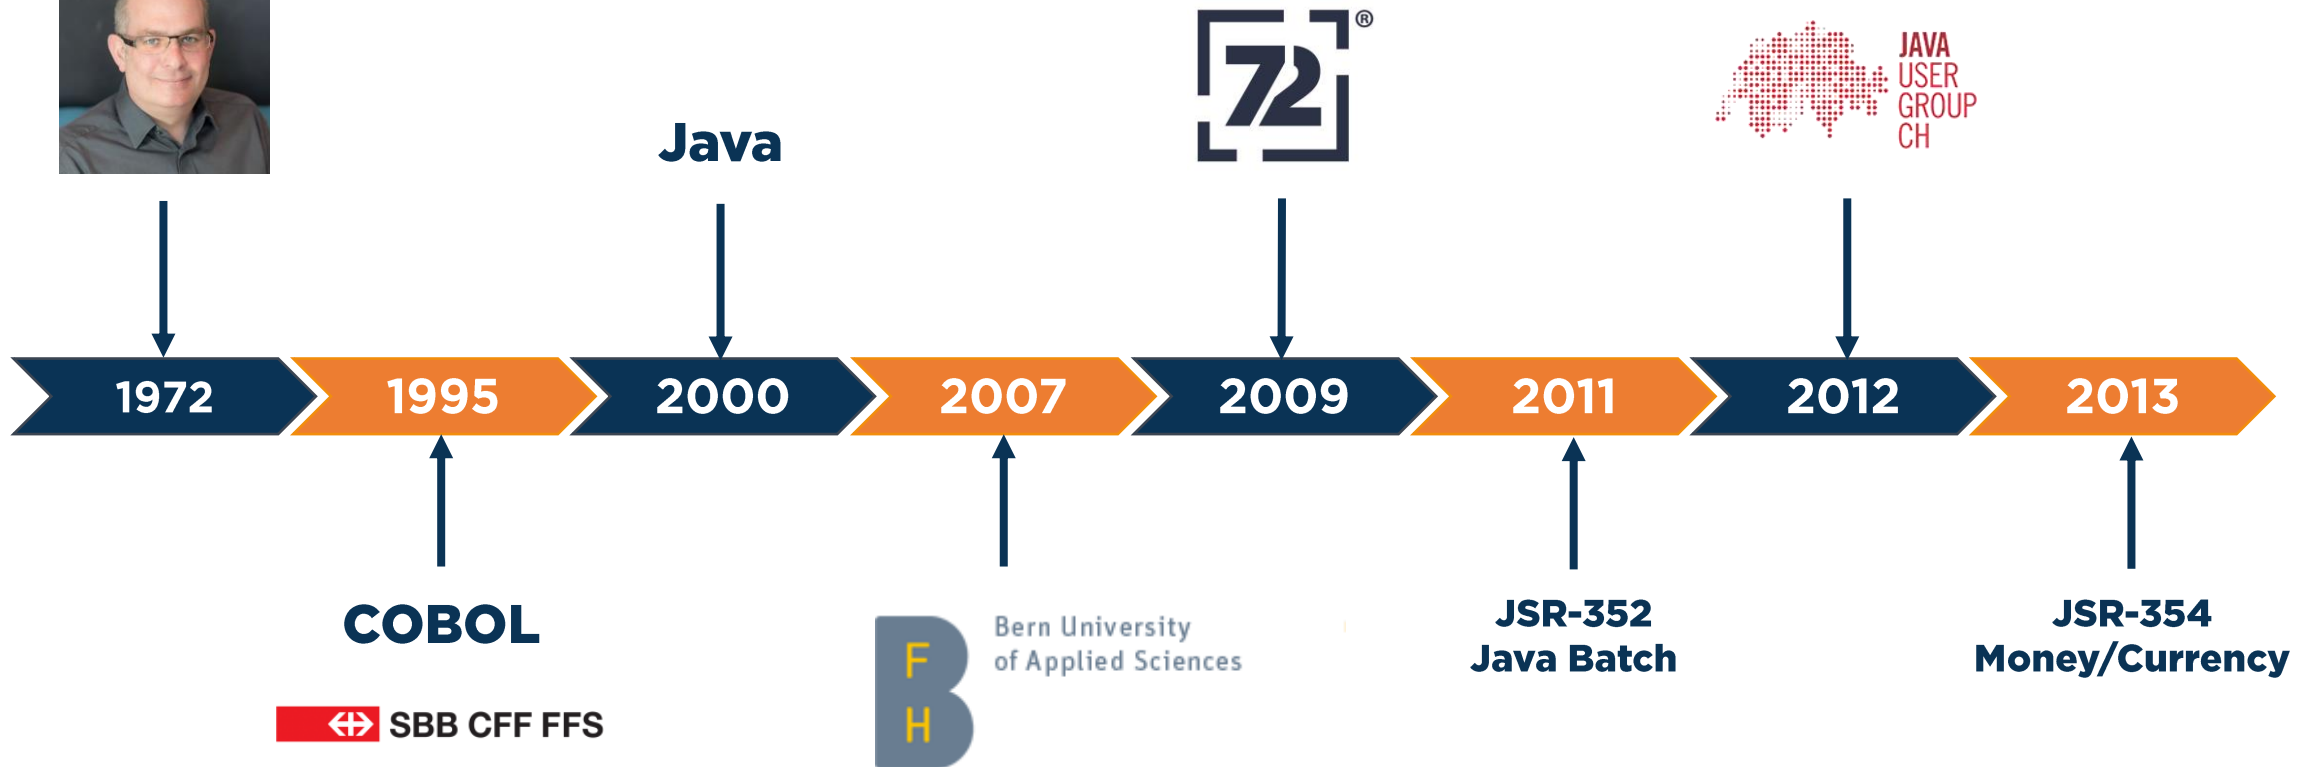 72®
JAVA
USER
GROUP
CH
Java
1972
1995
2000
2007
2009
2011
2012
2013
COBOL
SBB CFF FFS
BFH
Bern University
of Applied Sciences
JSR-352
Java Batch
JSR-354
Money/Currency